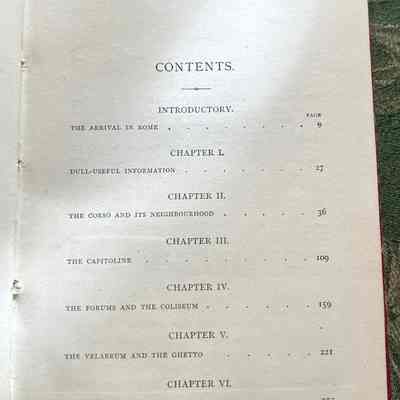 CONTENTS.
INTRODUCTORY.
PAGE
THE ARRIVAL IN ROME . . . . . . . 9
CHAPTER I.
DULL-USEFUL INFORMATION . . . . . . 27
CHAPTER II.
THE CORSO AND ITS NEIGHBOURHOOD . . . . . 36
CHAPTER III.
THE CAPITOLINE . . . . . . . . 109
CHAPTER IV.
THE FORUMS AND THE COLISEUM . . . . . 159
CHAPTER V.
THE VELABRUM AND THE GHETTO . . . . . 221
CHAPTER VI.